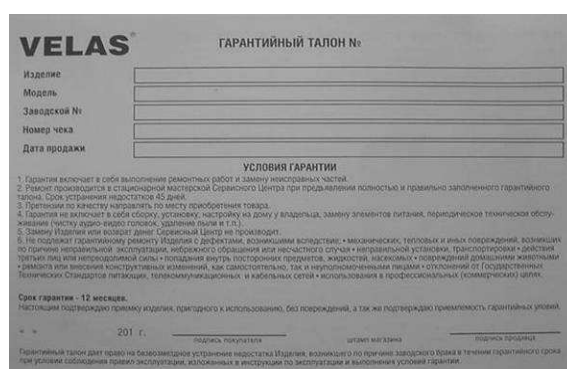 VELAS®
ГАРАНТИЙНЫЙ ТАЛОН №
Изделие
Модель
Заводской №
Номер чека
Дата продажи
УСЛОВИЯ ГАРАНТИИ
1. Гарантия включает в себя выполнение ремонтных работ и замену неисправных частей.
2. Ремонт производится в стационарной мастерской Сервисного Центра при предъявлении полностью и правильно заполненного гарантийного
талона. Срок устранения недостатков 45 дней.
3. Претензии по качеству направлять по месту приобретения товара.
4. Гарантия не включает в себя сборку, установку, настройку на дому у владельца, замену элементов питания, периодическое техническое обслу-
живание (чистку аудио-видео головок, удаление пыли и т.п.).
5. Замену Изделия или возврат денег Сервисный Центр не производит.
6. Не подлежат гарантийному ремонту Изделия с дефектами, возникшими вследствие: • механических, тепловых и иных повреждений, возникших
по причине неправильной эксплуатации, небрежного обращения или несчастного случая • неправильной установки, транспортировки • действия
третьих лиц или непреодолимой силы • попадания внутрь посторонних предметов, жидкостей, насекомых • повреждений домашними животными
• ремонта или внесения конструктивных изменений, как самостоятельно, так и неуполномоченными лицами • отклонений от Государственных
Технических Стандартов питающих, телекоммуникационных и кабельных сетей • использования в профессиональных (коммерческих) целях.
Срок гарантии - 12 месяцев.
Настоящим подтверждаю приемку изделия, пригодного к использованию, без повреждений, а так же подтверждаю приемлемость гарантийных уловий.
" " 201 г.
подпись покупателя
штамп магазина
подпись продавца
Гарантийный талон дает право на безвозмездное устранение недостатка Изделия, возникшего по причине заводского брака в течении гарантийного срока
при условии соблюдения правил эксплуатации, изложенных в инструкции по эксплуатации и выполнения условий гарантии.